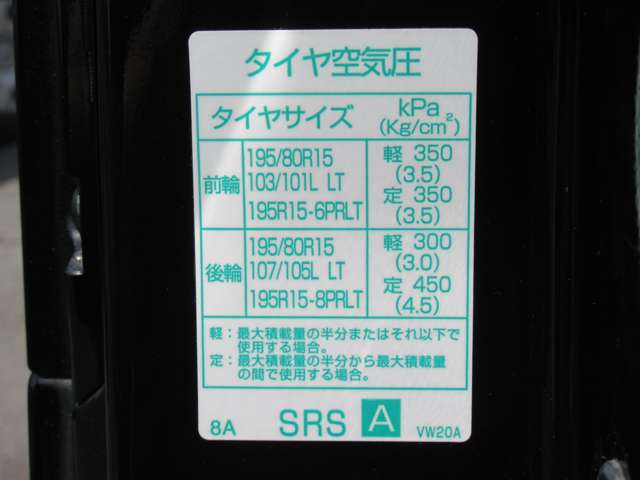 タイヤ空気圧
タイヤサイズ kPa
(Kg/cm²)
前輪 195/80R15
103/101L LT
195R15-6PRLT
軽 350
(3.5)
定 350
(3.5)
後輪 195/80R15
107/105L LT
195R15-8PRLT
軽 300
(3.0)
定 450
(4.5)
軽：最大積載量の半分またはそれ以下で
使用する場合。
定：最大積載量の半分から最大積載量
の間で使用する場合。
8A SRS A VW20A